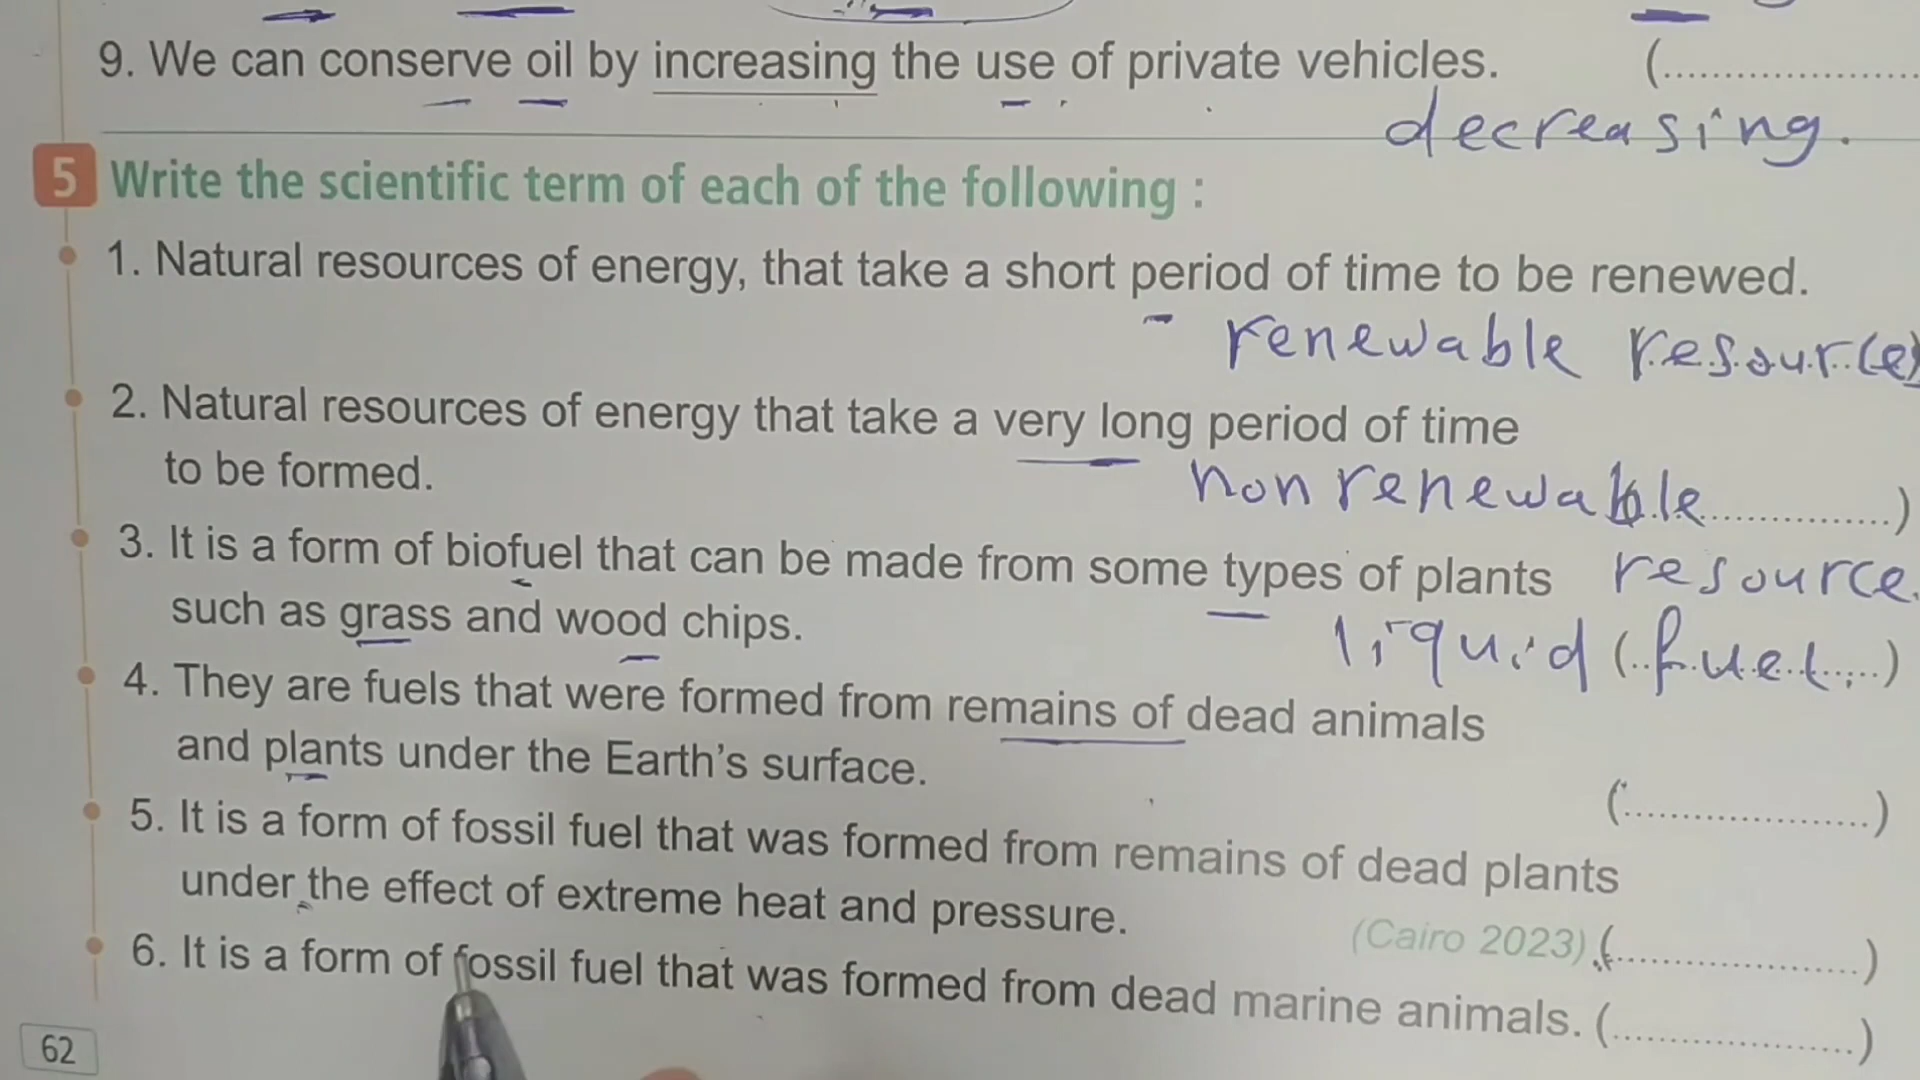 9. We can conserve oil by increasing the use of private vehicles. (....................
decreasing.
5 Write the scientific term of each of the following :
1. Natural resources of energy, that take a short period of time to be renewed.
renewable resource)
2. Natural resources of energy that take a very long period of time
to be formed. non renewable...............)
3. It is a form of biofuel that can be made from some types of plants resource.
such as grass and wood chips. liquid (fuel)
4. They are fuels that were formed from remains of dead animals
and plants under the Earth's surface. (....................)
5. It is a form of fossil fuel that was formed from remains of dead plants
under the effect of extreme heat and pressure. (Cairo 2023) (....................)
6. It is a form of fossil fuel that was formed from dead marine animals. (....................)
62